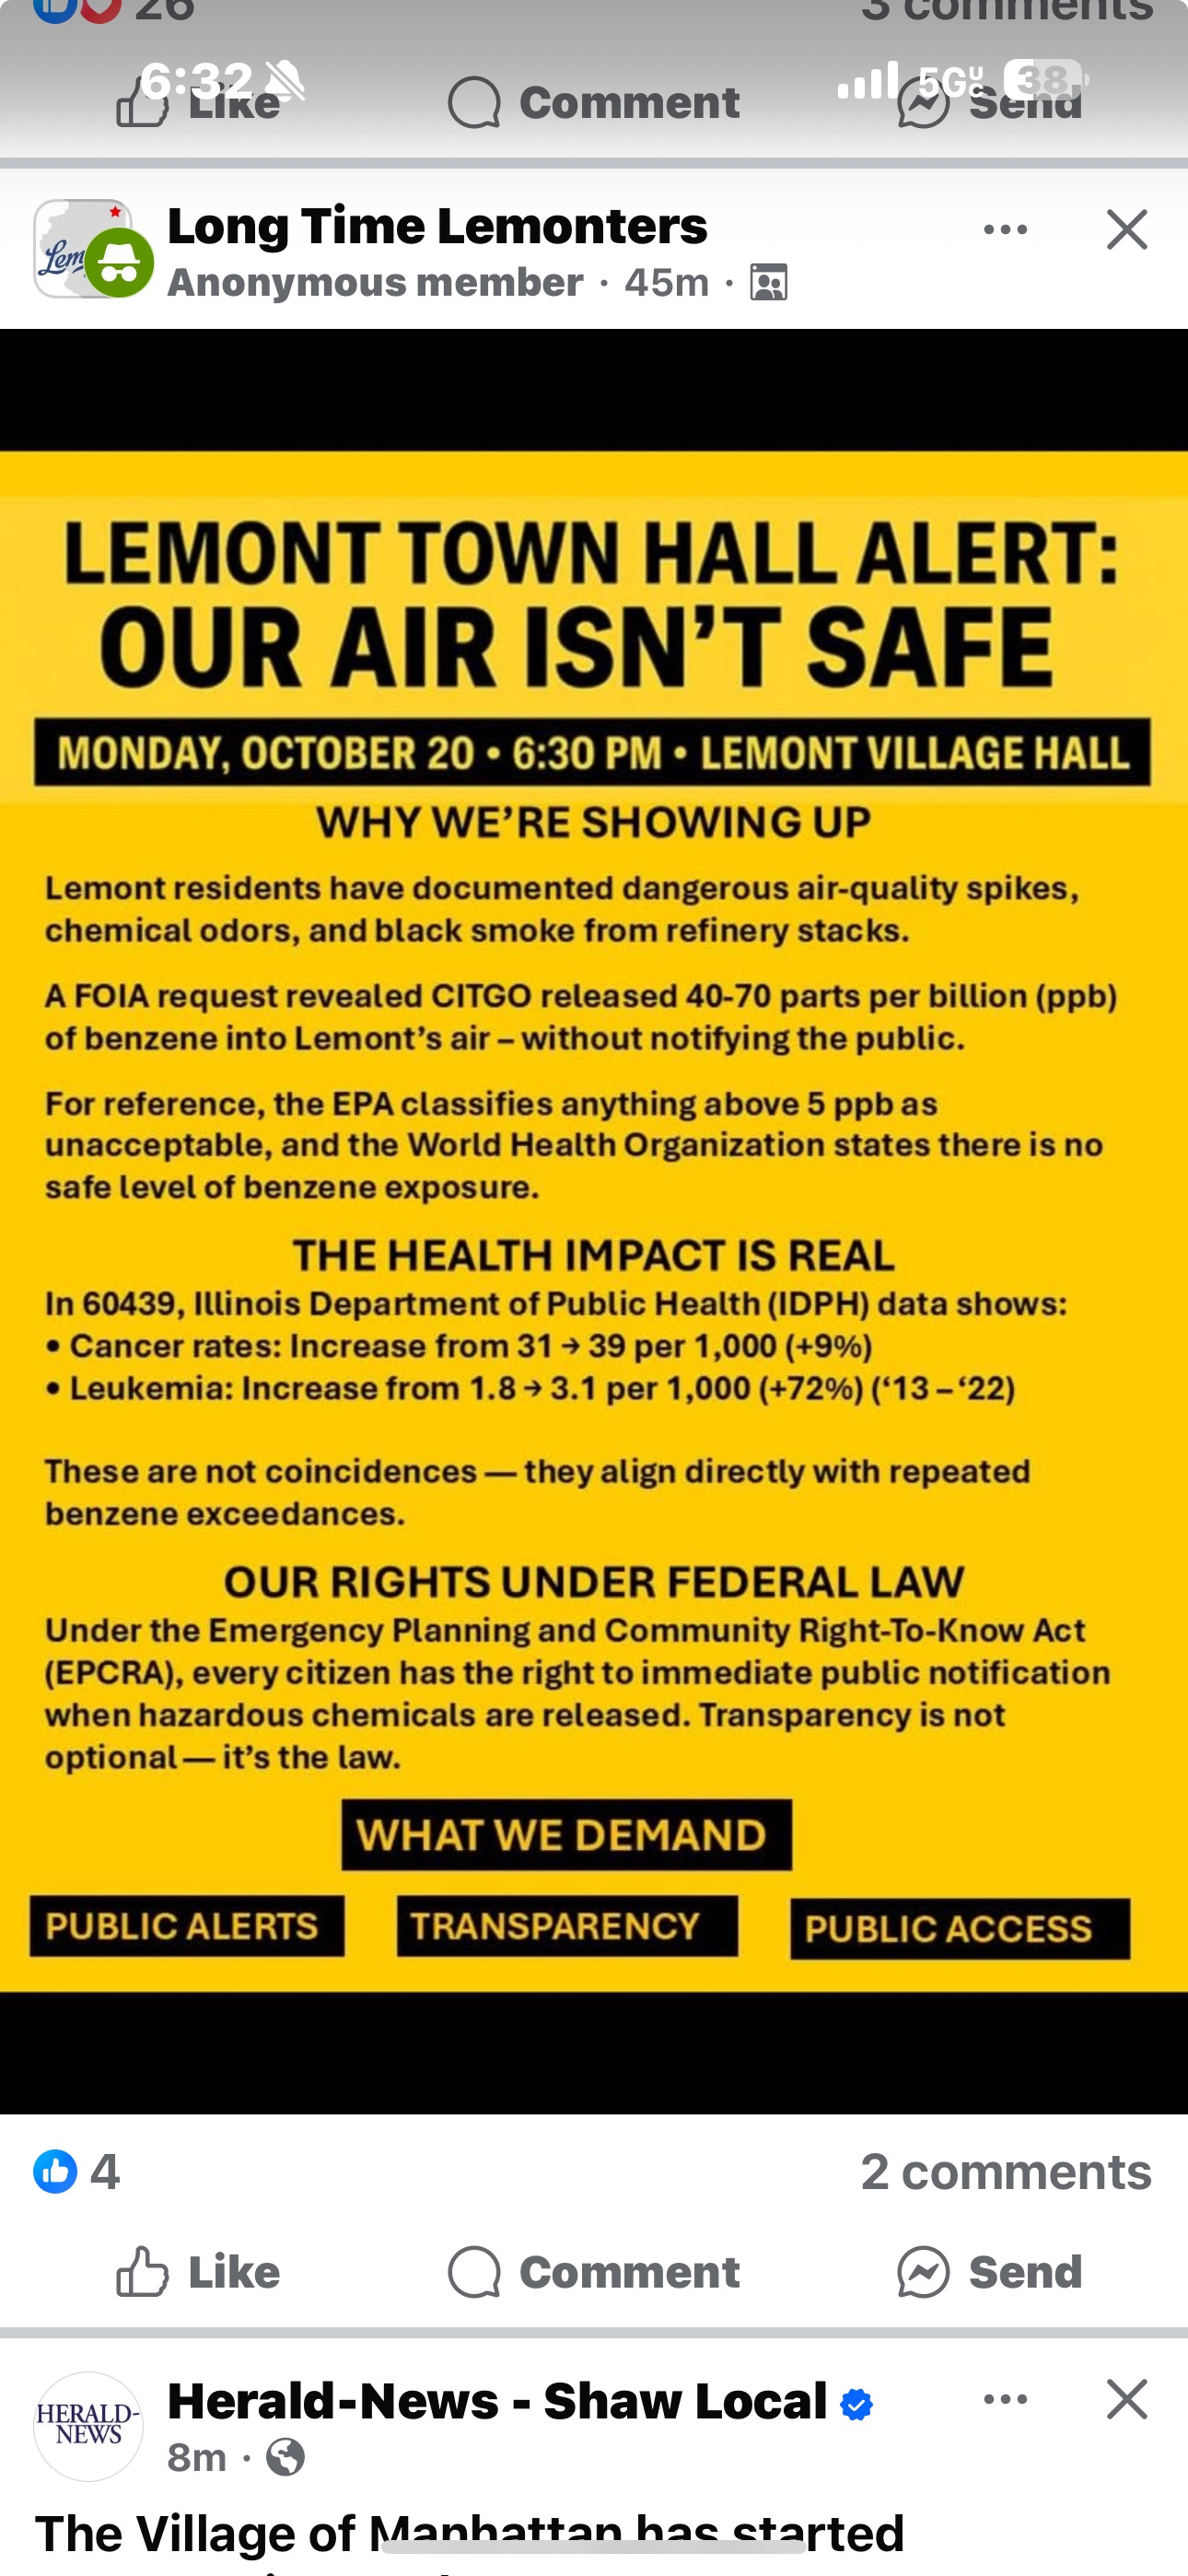 26
3 comments
6:32
5G
38
Like
Comment
Send
Long Time Lemonters
Anonymous member · 45m ·
LEMONT TOWN HALL ALERT:
OUR AIR ISN’T SAFE
MONDAY, OCTOBER 20 • 6:30 PM • LEMONT VILLAGE HALL
WHY WE’RE SHOWING UP
Lemont residents have documented dangerous air-quality spikes,
chemical odors, and black smoke from refinery stacks.
A FOIA request revealed CITGO released 40-70 parts per billion (ppb)
of benzene into Lemont’s air – without notifying the public.
For reference, the EPA classifies anything above 5 ppb as
unacceptable, and the World Health Organization states there is no
safe level of benzene exposure.
THE HEALTH IMPACT IS REAL
In 60439, Illinois Department of Public Health (IDPH) data shows:
• Cancer rates: Increase from 31 → 39 per 1,000 (+9%)
• Leukemia: Increase from 1.8 → 3.1 per 1,000 (+72%) (‘13 – ‘22)
These are not coincidences — they align directly with repeated
benzene exceedances.
OUR RIGHTS UNDER FEDERAL LAW
Under the Emergency Planning and Community Right-To-Know Act
(EPCRA), every citizen has the right to immediate public notification
when hazardous chemicals are released. Transparency is not
optional — it’s the law.
WHAT WE DEMAND
PUBLIC ALERTS
TRANSPARENCY
PUBLIC ACCESS
4
2 comments
Like
Comment
Send
HERALD-
NEWS
Herald-News - Shaw Local
8m ·
The Village of Manhattan has started